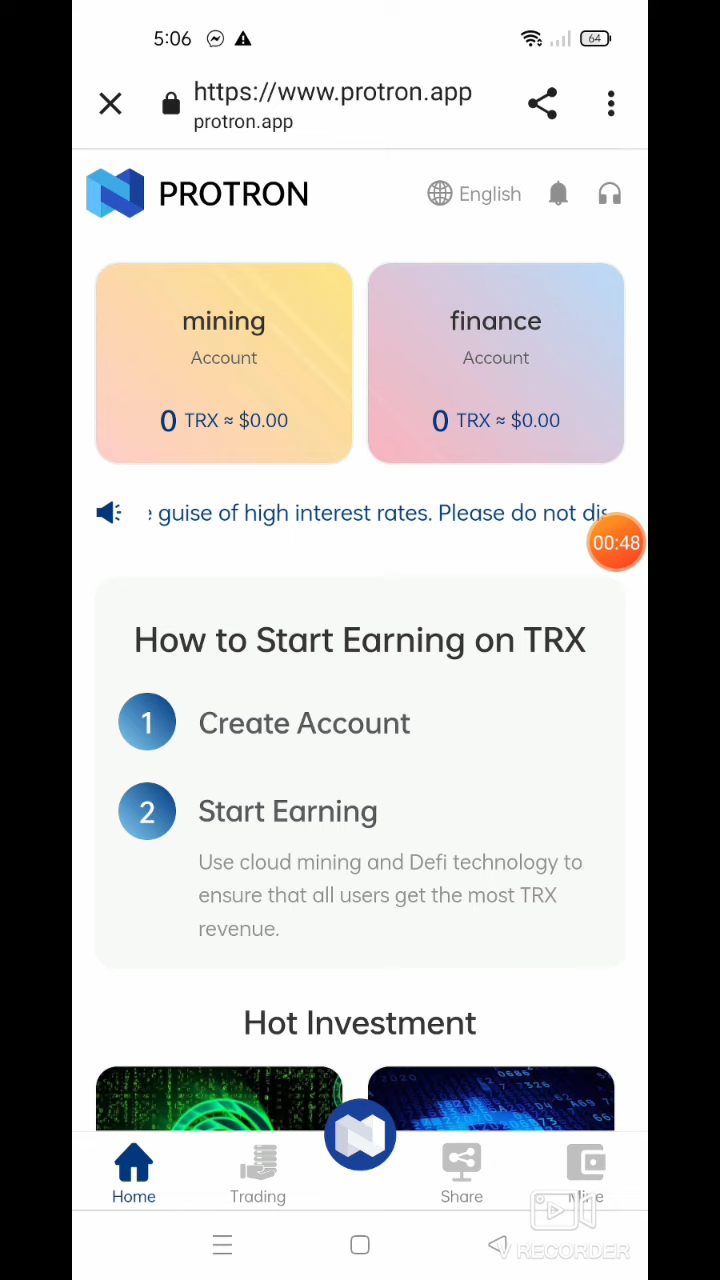 5:06
64
https://www.protron.app
protron.app
PROTRON
English
mining
Account
0 TRX ≈ $0.00
finance
Account
0 TRX ≈ $0.00
guise of high interest rates. Please do not
00:48
How to Start Earning on TRX
1 Create Account
2 Start Earning
Use cloud mining and Defi technology to
ensure that all users get the most TRX
revenue.
Hot Investment
Home
Trading
Share
Mine
V RECORDER